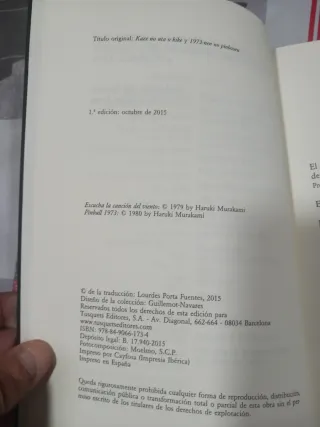 Título original: Kaze no uta o kike y 1973-nen no pinboru
1.ª edición: octubre de 2015
Escucha la canción del viento: © 1979 by Haruki Murakami
Pinball 1973: © 1980 by Haruki Murakami
© de la traducción: Lourdes Porta Fuentes, 2015
Diseño de la colección: Guillemot-Navares
Reservados todos los derechos de esta edición para
Tusquets Editores, S.A. - Av. Diagonal, 662-664 - 08034 Barcelona
www.tusquetseditores.com
ISBN: 978-84-9066-173-4
Depósito legal: B. 17.940-2015
Fotocomposición: Moelmo, S.C.P.
Impreso por Cayfosa (Impresia Ibérica)
Impreso en España
Queda rigurosamente prohibida cualquier forma de reproducción, distribución,
comunicación pública o transformación total o parcial de esta obra sin el per-
miso escrito de los titulares de los derechos de explotación.
El
de